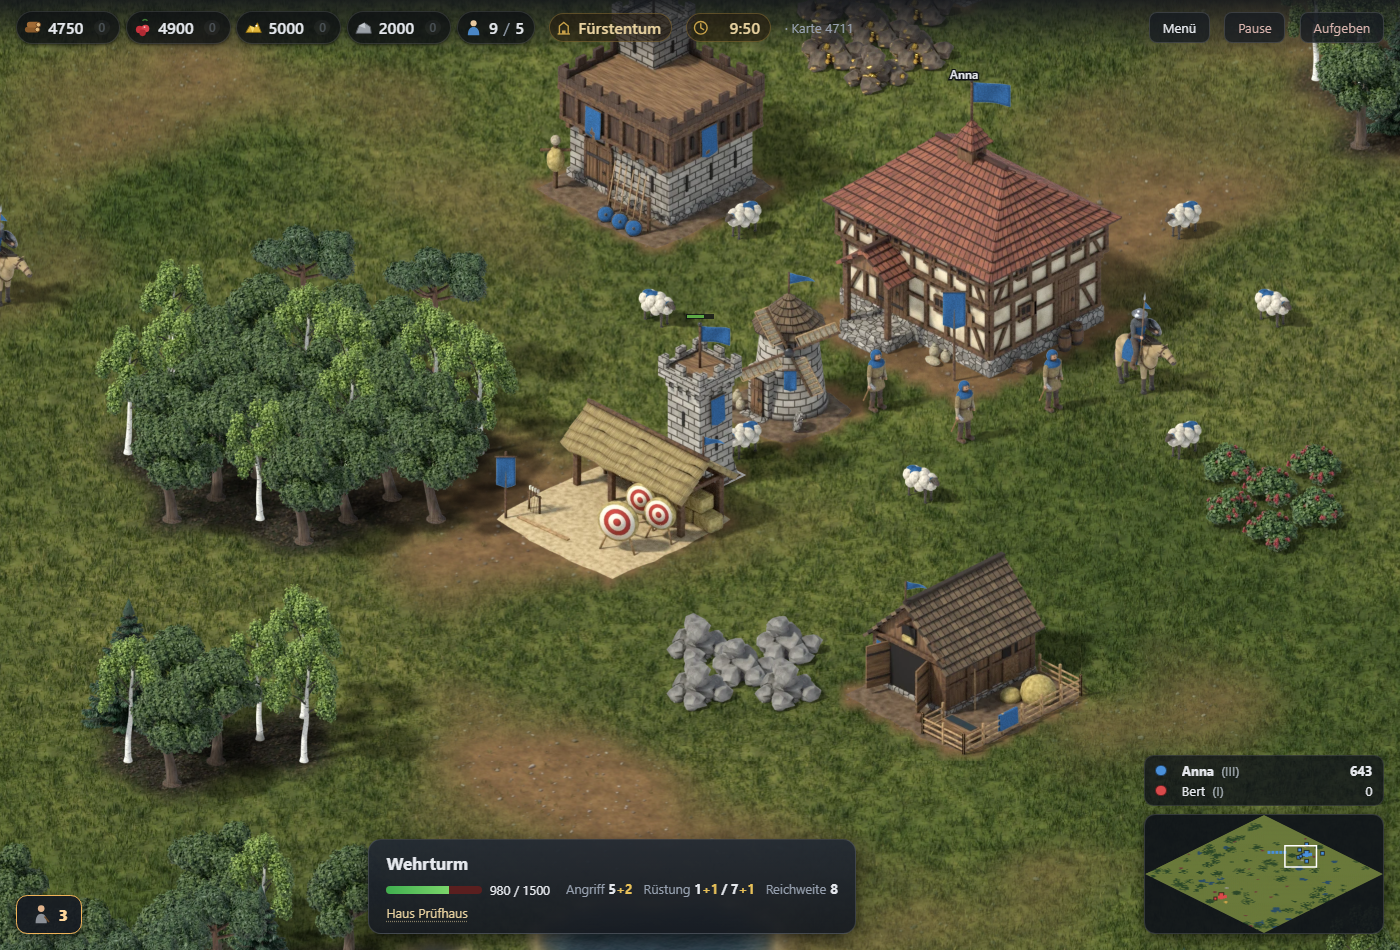 4750 0 4900 0 5000 0 2000 0 9 / 5 Fürstentum 9:50 · Karte 4711 Menü Pause Aufgeben
Anna
Anna (III) 643
Bert (I) 0
Wehrturm
980 / 1500 Angriff 5+2 Rüstung 1+1 / 7+1 Reichweite 8
Haus Prüfhaus
3